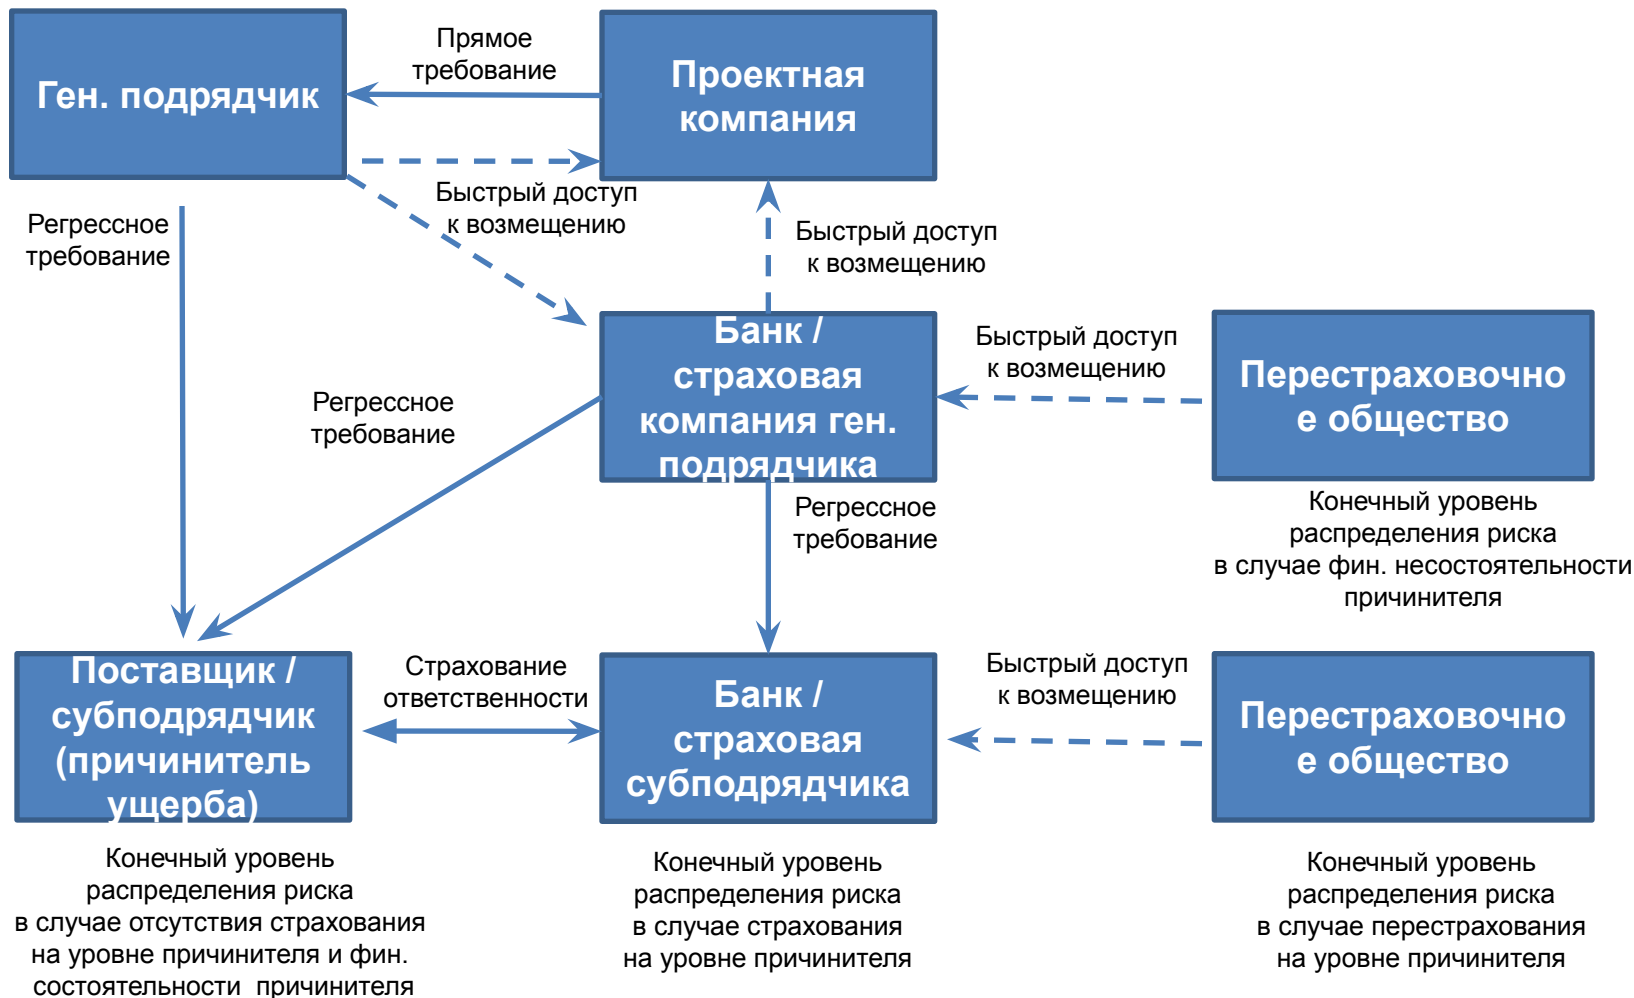 Ген. подрядчик
Прямое
требование
Проектная
компания
Быстрый доступ
к возмещению
Регрессное
требование
Быстрый доступ
к возмещению
Банк /
страховая
компания ген.
подрядчика
Быстрый доступ
к возмещению
Перестраховочно
е общество
Регрессное
требование
Регрессное
требование
Конечный уровень
распределения риска
в случае фин. несостоятельности
причинителя
Поставщик /
субподрядчик
(причинитель
ущерба)
Страхование
ответственности
Банк /
страховая
субподрядчика
Быстрый доступ
к возмещению
Перестраховочно
е общество
Конечный уровень
распределения риска
в случае отсутствия страхования
на уровне причинителя и фин.
состоятельности причинителя
Конечный уровень
распределения риска
в случае страхования
на уровне причинителя
Конечный уровень
распределения риска
в случае перестрахования
на уровне причинителя